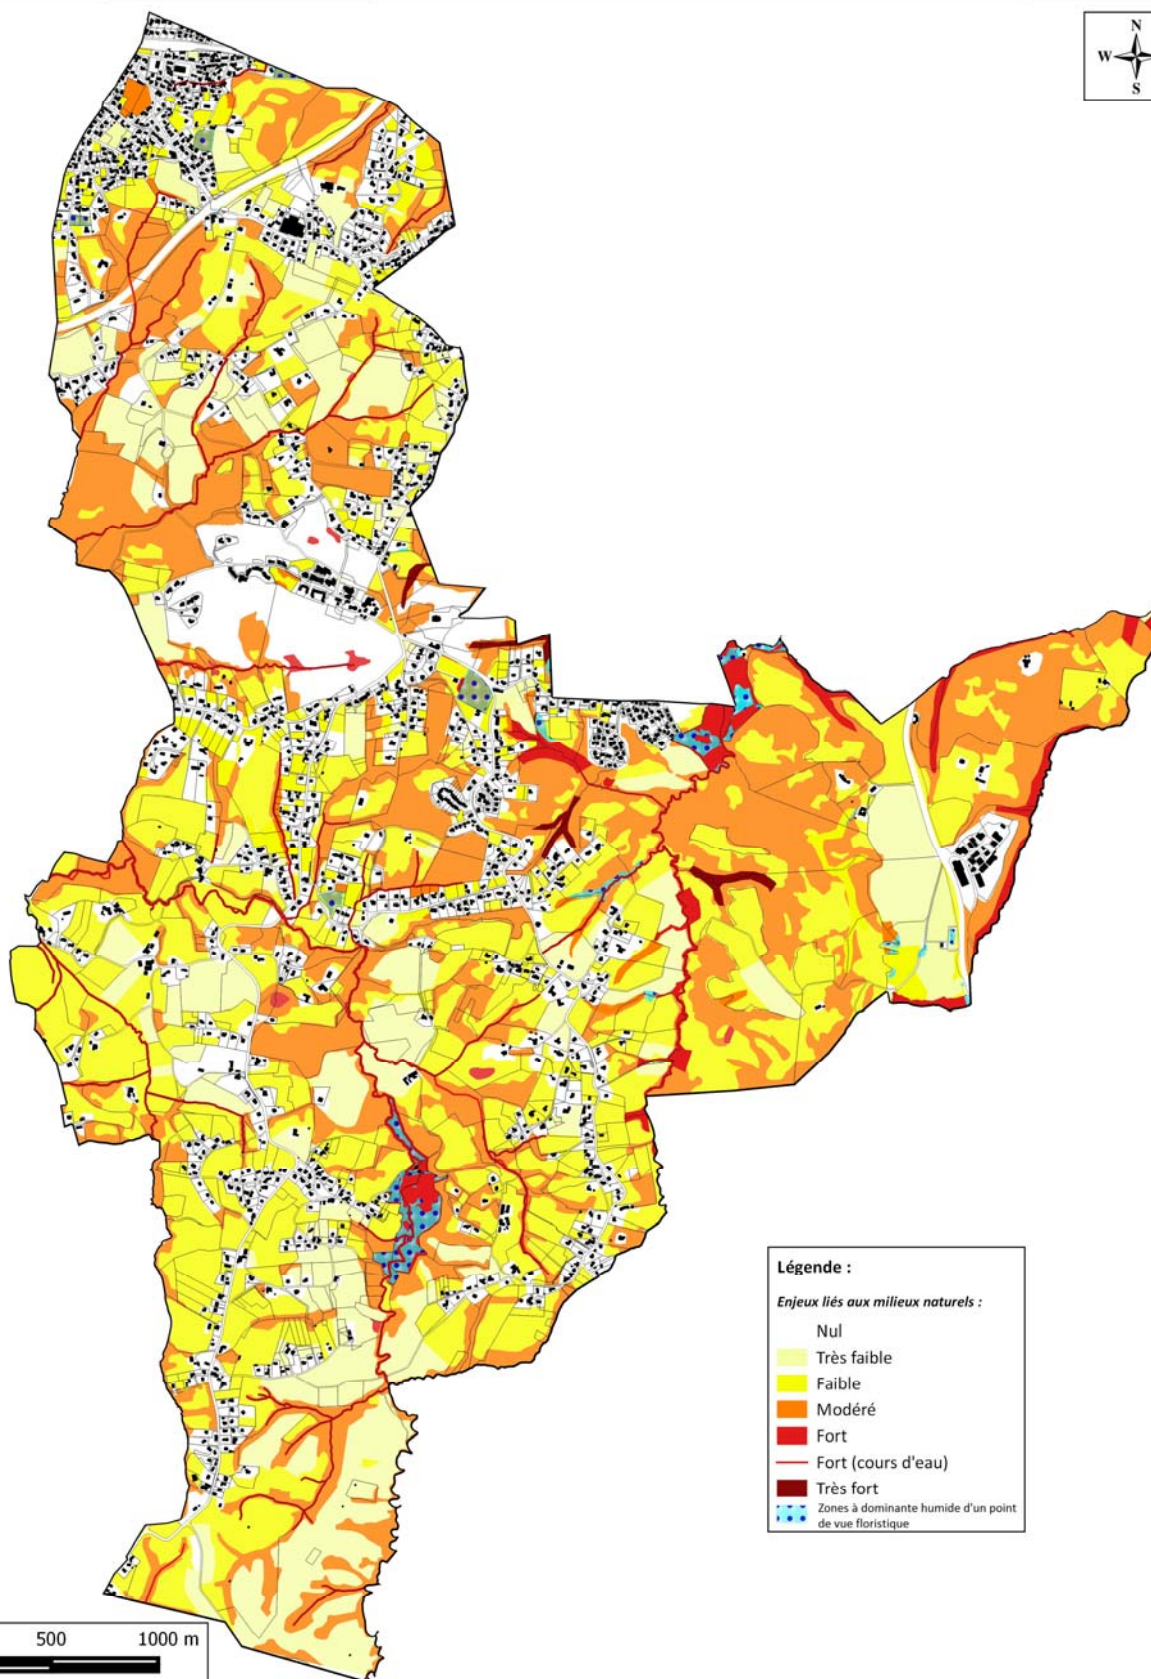 N
W
S
Légende :
Enjeux liés aux milieux naturels :
Nul
Très faible
Faible
Modéré
Fort
Fort (cours d'eau)
Très fort
Zones à dominante humide d'un point
de vue floristique
500 1000 m